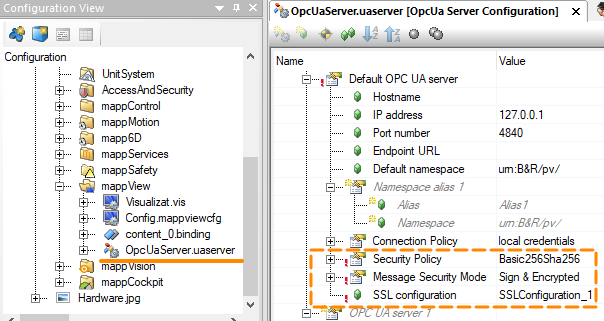 Configuration View
Configuration
UnitSystem
AccessAndSecurity
mappControl
mappMotion
mapp6D
mappServices
mappSafety
mappView
Visualizat.vis
Config.mappviewcfg
content_0.binding
OpcUaServer.uaserver
mappVision
mappCockpit
Hardware.jpg
OpcUaServer.uaserver [OpcUa Server Configuration]
Name Value
Default OPC UA server
Hostname
IP address 127.0.0.1
Port number 4840
Endpoint URL
Default namespace urn:B&R/pv/
Namespace alias 1
Alias Alias1
Namespace urn:B&R/pv/
Connection Policy local credentials
Security Policy Basic256Sha256
Message Security Mode Sign & Encrypted
SSL configuration SSLConfiguration_1
OPC UA server 1